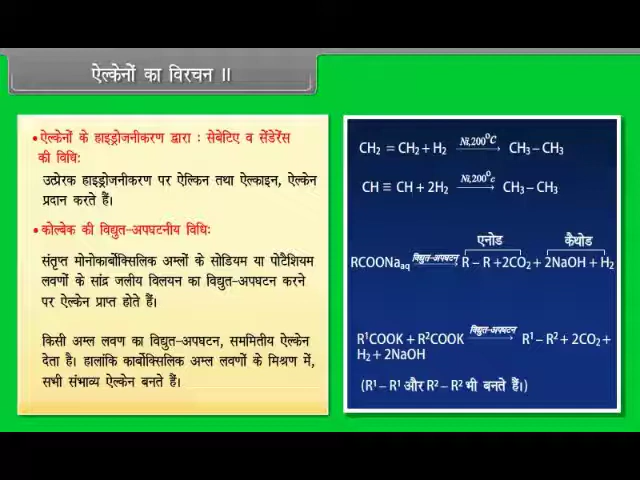 ऐल्केनों का विरचन II
• ऐल्केनों के हाइड्रोजनीकरण द्वारा : सेबेटिए व सेंडेरेंस
की विधि:
उत्प्रेरक हाइड्रोजनीकरण पर ऐल्किन तथा ऐल्काइन, ऐल्केन
प्रदान करते हैं।
• कोल्बेक की विद्युत-अपघटनीय विधि:
संतृप्त मोनोकार्बोक्सिलिक अम्लों के सोडियम या पोटैशियम
लवणों के सांद्र जलीय विलयन का विद्युत-अपघटन करने
पर ऐल्केन प्राप्त होते हैं।
किसी अम्ल लवण का विद्युत-अपघटन, सममितीय ऐल्केन
देता है। हालांकि कार्बोक्सिलिक अम्ल लवणों के मिश्रण में,
सभी संभाव्य ऐल्केन बनते हैं।
CH₂ = CH₂ + H₂ —Ni,200°C→ CH₃ – CH₃
CH ≡ CH + 2H₂ —Ni,200°c→ CH₃ – CH₃
एनोड कैथोड
RCOONa aq —विद्युत-अपघटन→ R – R +2CO₂ + 2NaOH + H₂
R¹COOK + R²COOK —विद्युत-अपघटन→ R¹ – R² + 2CO₂ +
H₂ + 2NaOH
(R¹ – R¹ और R² – R² भी बनते हैं।)